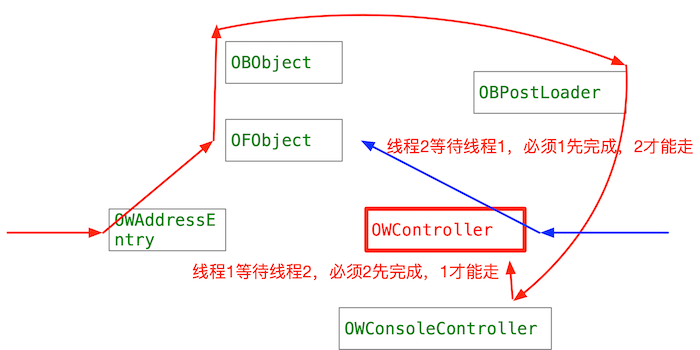 OBObject
OBPostLoader
OFObject
线程2等待线程1，必须1先完成，2才能走
OWAddressE
ntry
OWController
线程1等待线程2，必须2先完成，1才能走
OWConsoleController